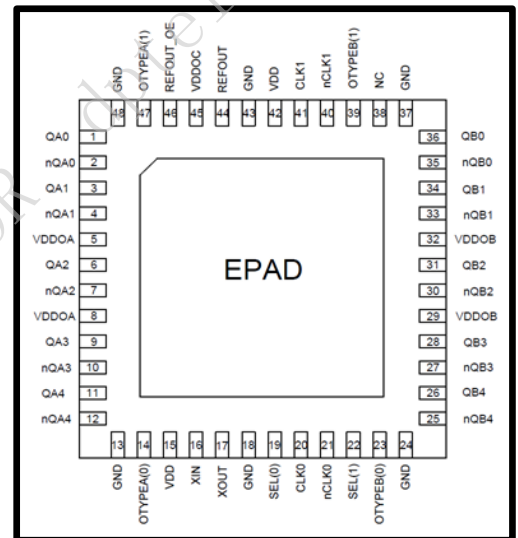 GND
OTYPEA(1)
REFOUT_OE
VDDOC
REFOUT
GND
VDD
CLK1
nCLK1
OTYPEB(1)
NC
GND
48 47 46 45 44 43 42 41 40 39 38 37
QA0 1 36 QB0
nQA0 2 35 nQB0
QA1 3 34 QB1
nQA1 4 33 nQB1
VDDOA 5 32 VDDOB
QA2 6 31 QB2
EPAD
nQA2 7 30 nQB2
VDDOA 8 29 VDDOB
QA3 9 28 QB3
nQA3 10 27 nQB3
QA4 11 26 QB4
nQA4 12 25 nQB4
13 14 15 16 17 18 19 20 21 22 23 24
GND
OTYPEA(0)
VDD
XIN
XOUT
GND
SEL(0)
CLK0
nCLK0
SEL(1)
OTYPEB(0)
GND